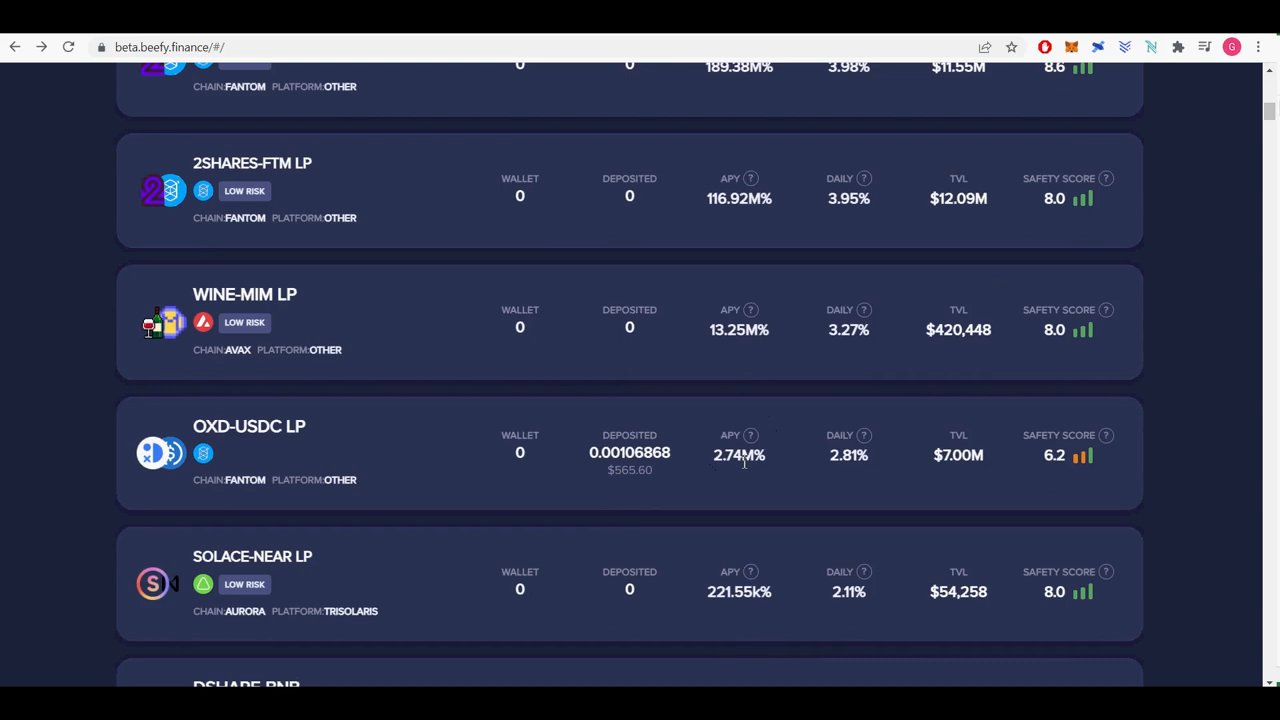 beta.beefy.finance/#/
G
0 0 189.38M% 3.98% $11.55M 8.6
CHAIN:FANTOM PLATFORM:OTHER
2SHARES-FTM LP
LOW RISK
CHAIN:FANTOM PLATFORM:OTHER
WALLET DEPOSITED APY ? DAILY ? TVL SAFETY SCORE ?
0 0 116.92M% 3.95% $12.09M 8.0
WINE-MIM LP
LOW RISK
CHAIN:AVAX PLATFORM:OTHER
WALLET DEPOSITED APY ? DAILY ? TVL SAFETY SCORE ?
0 0 13.25M% 3.27% $420,448 8.0
OXD-USDC LP
CHAIN:FANTOM PLATFORM:OTHER
WALLET DEPOSITED APY ? DAILY ? TVL SAFETY SCORE ?
0 0.00106868 2.74M% 2.81% $7.00M 6.2
$565.60
SOLACE-NEAR LP
LOW RISK
CHAIN:AURORA PLATFORM:TRISOLARIS
WALLET DEPOSITED APY ? DAILY ? TVL SAFETY SCORE ?
0 0 221.55k% 2.11% $54,258 8.0
DSHARE-BNB